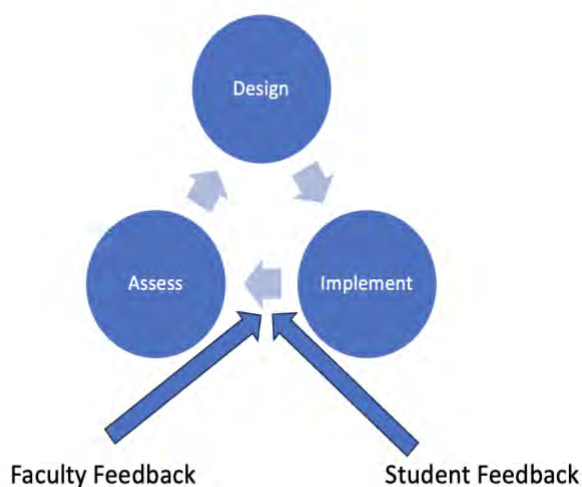 Design
Assess
Implement
Faculty Feedback
Student Feedback